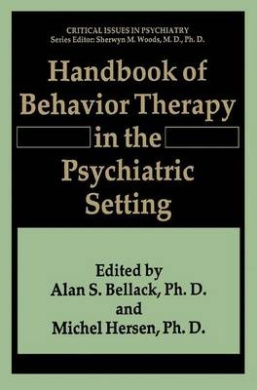 CRITICAL ISSUES IN PSYCHIATRY
Series Editor: Sherwyn M. Woods, M. D., Ph. D.
Handbook of
Behavior Therapy
in the
Psychiatric
Setting
Edited by
Alan S. Bellack, Ph. D.
and
Michel Hersen, Ph. D.